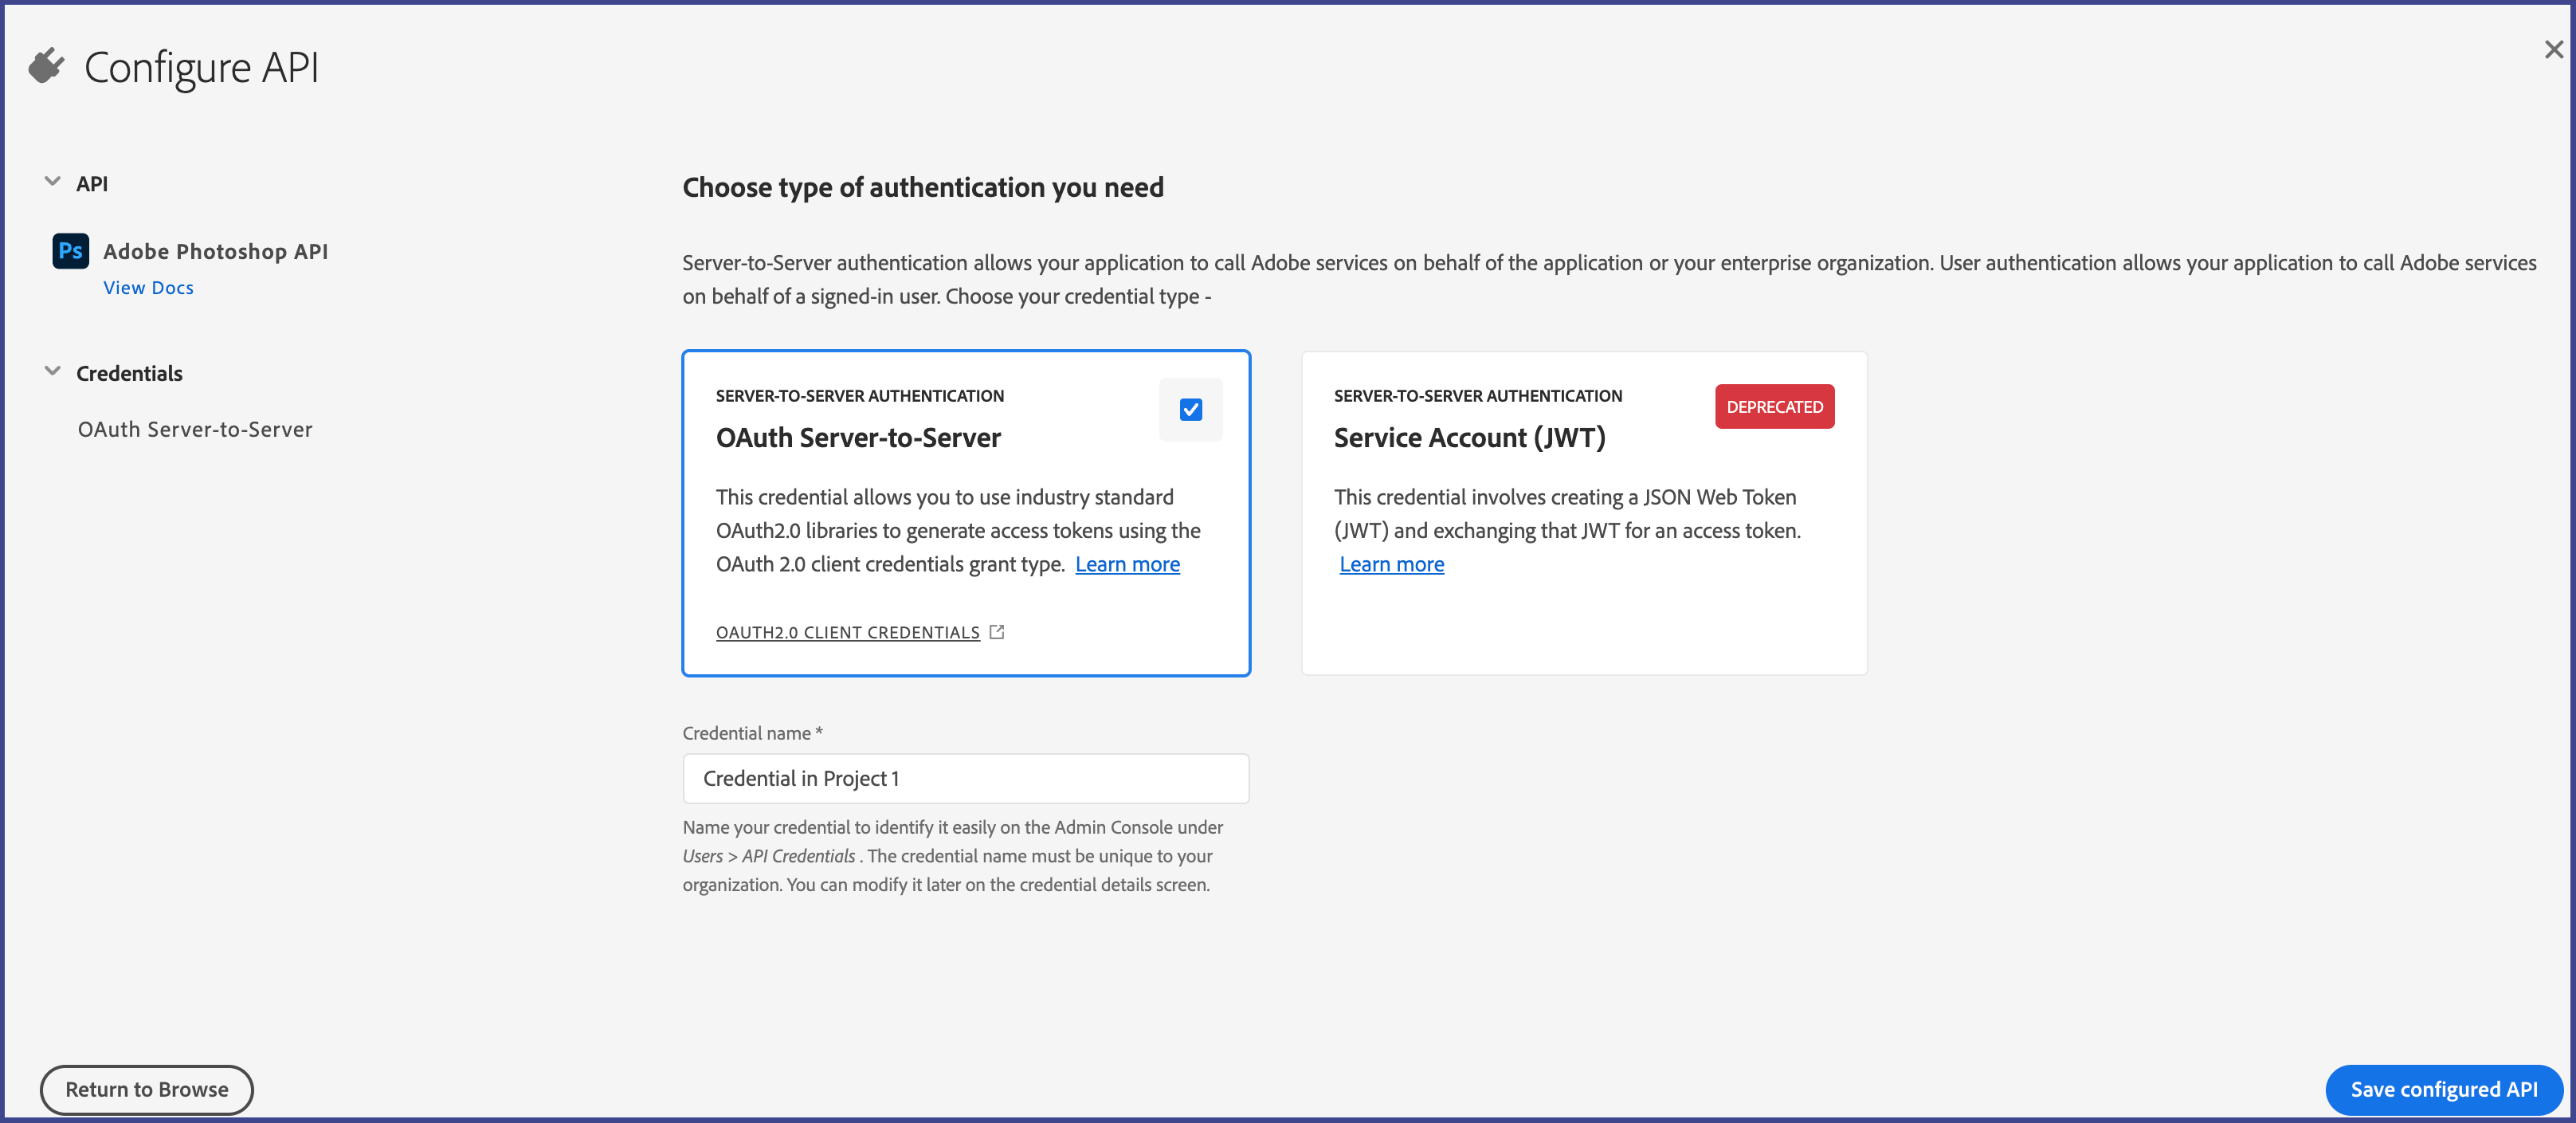 Configure API
API
Ps
Adobe Photoshop API
View Docs
Credentials
OAuth Server-to-Server
Choose type of authentication you need
Server-to-Server authentication allows your application to call Adobe services on behalf of the application or your enterprise organization. User authentication allows your application to call Adobe services
on behalf of a signed-in user. Choose your credential type -
SERVER-TO-SERVER AUTHENTICATION
OAuth Server-to-Server
This credential allows you to use industry standard
OAuth2.0 libraries to generate access tokens using the
OAuth 2.0 client credentials grant type. Learn more
OAUTH2.0 CLIENT CREDENTIALS
SERVER-TO-SERVER AUTHENTICATION
DEPRECATED
Service Account (JWT)
This credential involves creating a JSON Web Token
(JWT) and exchanging that JWT for an access token.
Learn more
Credential name *
Credential in Project 1
Name your credential to identify it easily on the Admin Console under
Users > API Credentials . The credential name must be unique to your
organization. You can modify it later on the credential details screen.
Return to Browse
Save configured API